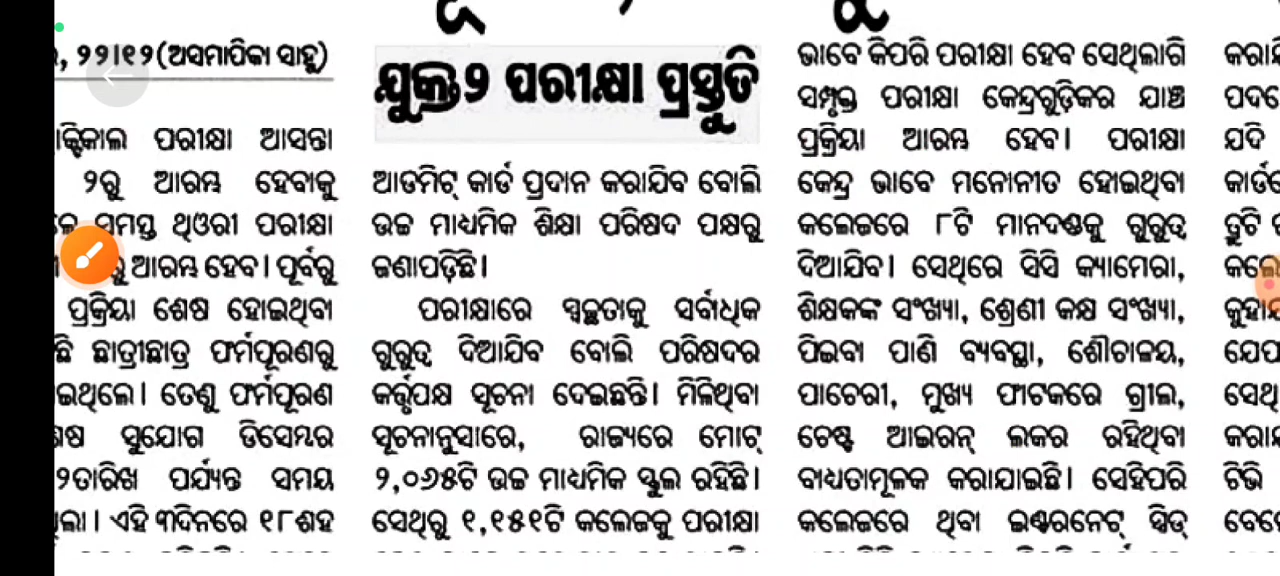 , ୨୨।୧୨(ଅସମାପିକା ସାହୁ)
ପରୀକ୍ଷା ଆସନ୍ତା
୨ରୁ ଆରମ୍ଭ ହେବାକୁ
ସମସ୍ତ ଥିଓରୀ ପରୀକ୍ଷା
ଆରମ୍ଭ ହେବ। ପୂର୍ବରୁ
ପ୍ରକ୍ରିୟା ଶେଷ ହୋଇଥିବା
ଛାତ୍ରୀଛାତ୍ର ଫର୍ମପୂରଣରୁ
ତେଣୁ ଫର୍ମପୂରଣ
ସୁଯୋଗ ଡିସେମ୍ବର
୨ତାରିଖ ପର୍ଯ୍ୟନ୍ତ ସମୟ
ଏହି ୩ଦିନରେ ୧୮ଶହ
ଯୁକ୍ତ୨ ପରୀକ୍ଷା ପ୍ରସ୍ତୁତି
ଆଡମିଟ୍ କାର୍ଡ ପ୍ରଦାନ କରାଯିବ ବୋଲି
ଉଚ୍ଚ ମାଧ୍ୟମିକ ଶିକ୍ଷା ପରିଷଦ ପକ୍ଷରୁ
ଜଣାପଡ଼ିଛି।
ପରୀକ୍ଷାରେ ସ୍ୱଚ୍ଛତାକୁ ସର୍ବାଧିକ
ଗୁରୁତ୍ୱ ଦିଆଯିବ ବୋଲି ପରିଷଦର
କର୍ତ୍ତୃପକ୍ଷ ସୂଚନା ଦେଇଛନ୍ତି। ମିଳିଥିବା
ସୂଚନାନୁସାରେ, ରାଜ୍ୟରେ ମୋଟ୍
୨,୦୬୫ଟି ଉଚ୍ଚ ମାଧ୍ୟମିକ ସ୍କୁଲ ରହିଛି।
ସେଥିରୁ ୧,୧୫୧ଟି କଲେଜକୁ ପରୀକ୍ଷା
ଭାବେ କିପରି ପରୀକ୍ଷା ହେବ ସେଥିଲାଗି
ସମ୍ପୃକ୍ତ ପରୀକ୍ଷା କେନ୍ଦ୍ରଗୁଡ଼ିକର ଯାଞ୍ଚ
ପ୍ରକ୍ରିୟା ଆରମ୍ଭ ହେବ। ପରୀକ୍ଷା
କେନ୍ଦ୍ର ଭାବେ ମନୋନୀତ ହୋଇଥିବା
କଲେଜରେ ୮ଟି ମାନଦଣ୍ଡକୁ ଗୁରୁତ୍ୱ
ଦିଆଯିବ। ସେଥିରେ ସିସି କ୍ୟାମେରା,
ଶିକ୍ଷକଙ୍କ ସଂଖ୍ୟା, ଶ୍ରେଣୀ କକ୍ଷ ସଂଖ୍ୟା,
ପିଇବା ପାଣି ବ୍ୟବସ୍ଥା, ଶୌଚାଳୟ,
ପାଚେରୀ, ମୁଖ୍ୟ ଫାଟକରେ ଗ୍ରୀଲ,
ଚେଷ୍ଟ ଆଇରନ୍ ଲକର ରହିଥିବା
ବାଧ୍ୟତାମୂଳକ କରାଯାଇଛି। ସେହିପରି
କଲେଜରେ ଥିବା ଇଣ୍ଟରନେଟ୍ ସ୍ପିଡ୍
ଯଦି
ଟିଭି